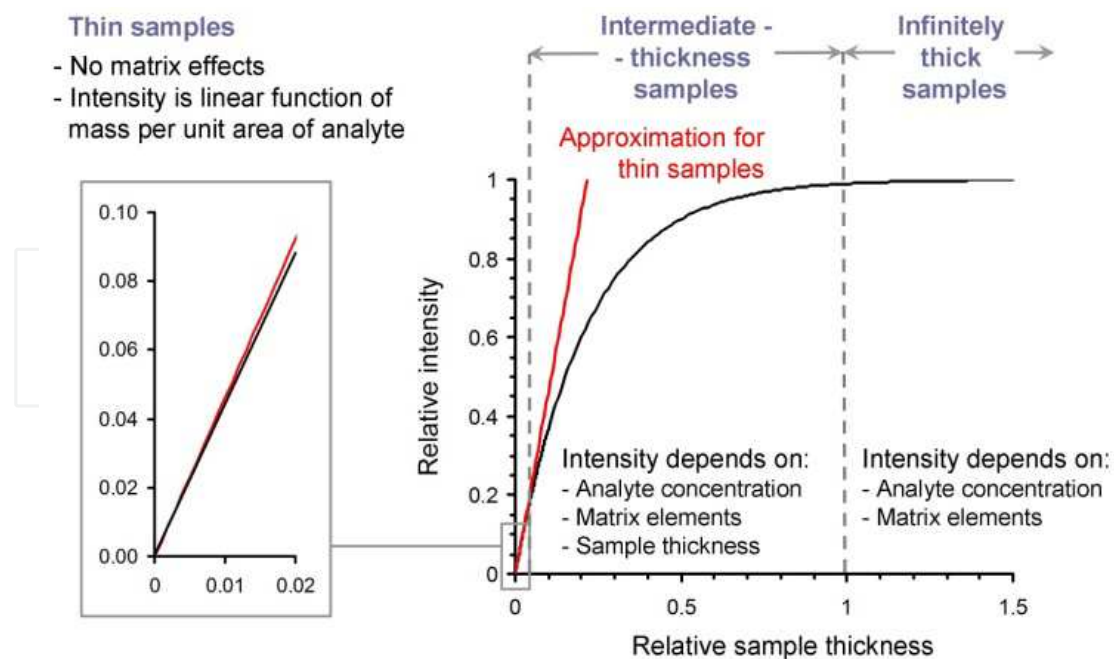 Thin samples
- No matrix effects
- Intensity is linear function of
mass per unit area of analyte
Intermediate -
- thickness
samples
Infinitely
thick
samples
Approximation for
thin samples
0.10
0.08
0.06
0.04
0.02
0.00
0
0.01
0.02
Relative intensity
1
0.8
0.6
0.4
0.2
0
Intensity depends on:
- Analyte concentration
- Matrix elements
- Sample thickness
Intensity depends on:
- Analyte concentration
- Matrix elements
0
0.5
1
1.5
Relative sample thickness